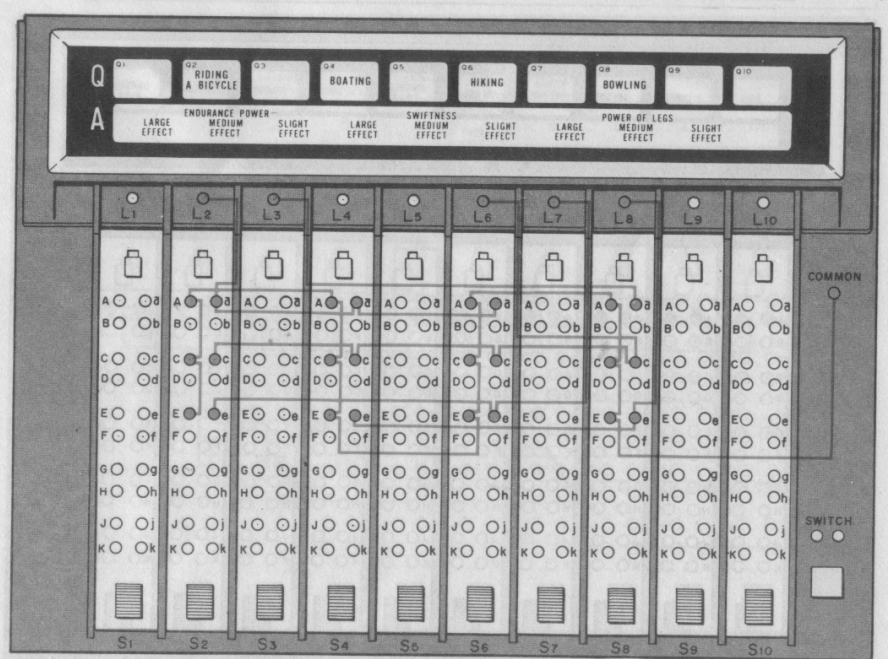 Q
Q1 Q2 RIDING A BICYCLE Q3 Q4 BOATING Q5 Q6 HIKING Q7 Q8 BOWLING Q9 Q10
A
ENDURANCE POWER SWIFTNESS POWER OF LEGS
LARGE EFFECT MEDIUM EFFECT SLIGHT EFFECT LARGE EFFECT MEDIUM EFFECT SLIGHT EFFECT LARGE EFFECT MEDIUM EFFECT SLIGHT EFFECT
L1 L2 L3 L4 L5 L6 L7 L8 L9 L10
COMMON
A a A a A a A a A a A a A a A a A a A a
B b B b B b B b B b B b B b B b B b B b
C c C c C c C c C c C c C c C c C c C c
D d D d D d D d D d D d D d D d D d D d
E e E e E e E e E e E e E e E e E e E e
F f F f F f F f F f F f F f F f F f F f
G g G g G g G g G g G g G g G g G g G g
H h H h H h H h H h H h H h H h H h H h
J j J j J j J j J j J j J j J j J j J j
K k K k K k K k K k K k K k K k K k K k
SWITCH
S1 S2 S3 S4 S5 S6 S7 S8 S9 S10